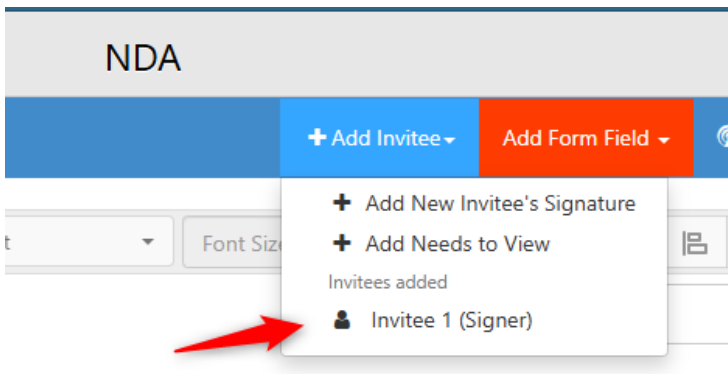 NDA
Add Invitee
Add Form Field
Add New Invitee's Signature
Add Needs to View
Font Size
Invitees added
Invitee 1 (Signer)